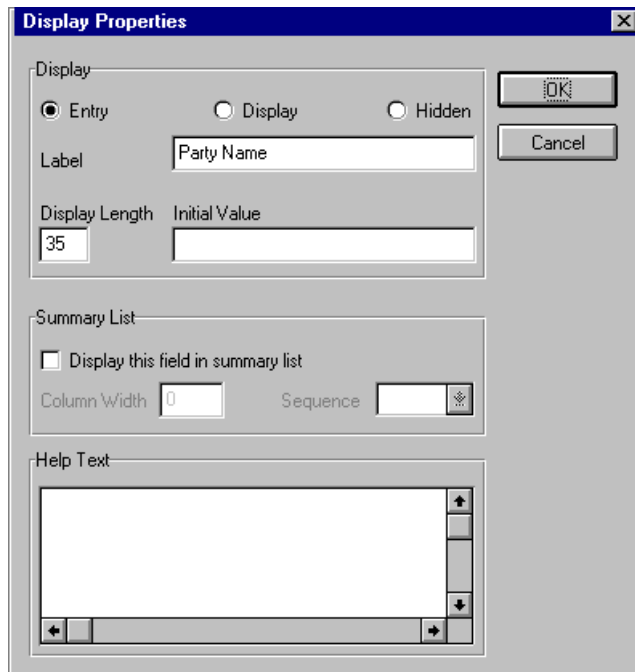 Display Properties
Display
Entry Display Hidden
OK
Cancel
Label Party Name
Display Length Initial Value
35
Summary List
Display this field in summary list
Column Width 0 Sequence
Help Text